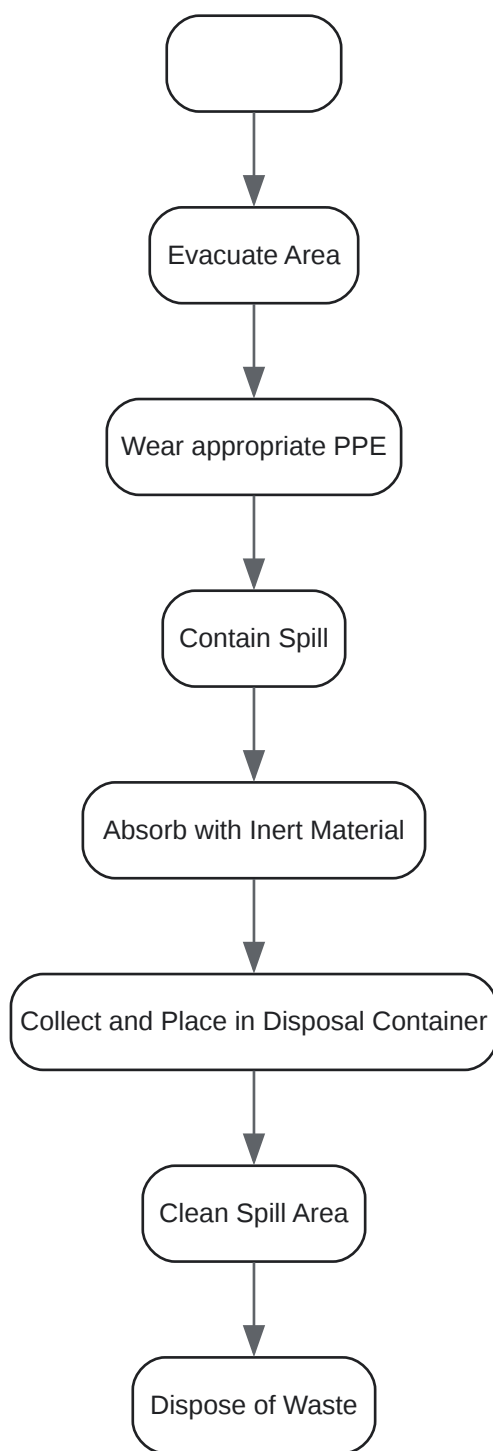 Evacuate Area
Wear appropriate PPE
Contain Spill
Absorb with Inert Material
Collect and Place in Disposal Container
Clean Spill Area
Dispose of Waste